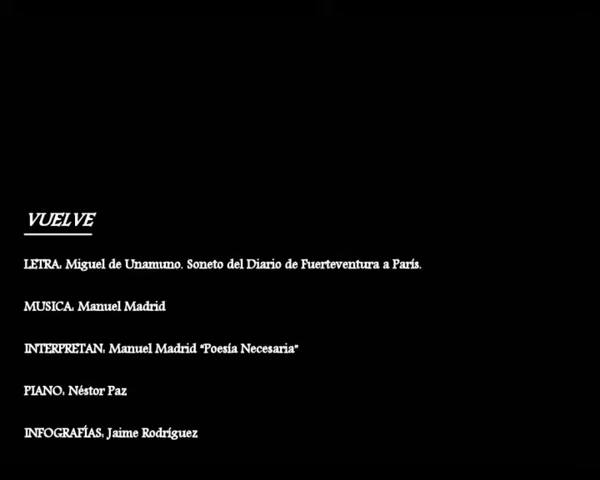 VUELVE
LETRA: Miguel de Unamuno. Soneto del Diario de Fuerteventura a París.
MUSICA: Manuel Madrid
INTERPRETAN: Manuel Madrid "Poesía Necesaria"
PIANO: Néstor Paz
INFOGRAFÍAS: Jaime Rodríguez